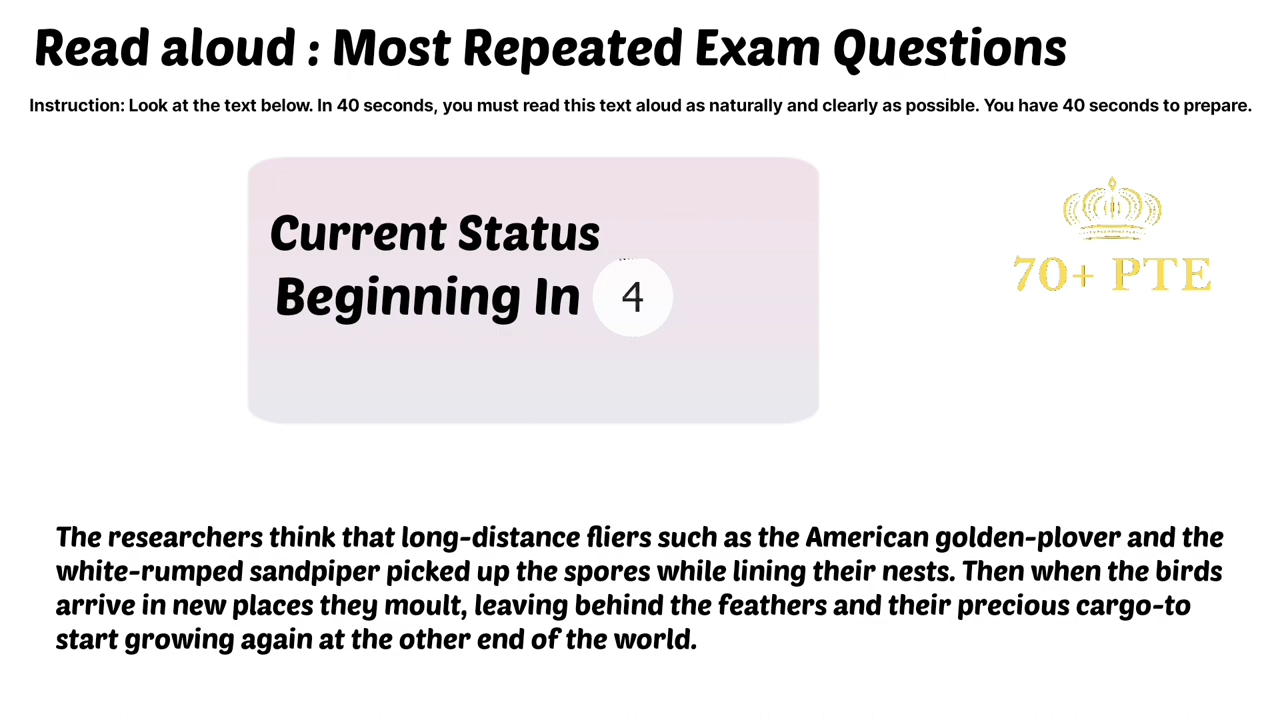 Read aloud : Most Repeated Exam Questions
Instruction: Look at the text below. In 40 seconds, you must read this text aloud as naturally and clearly as possible. You have 40 seconds to prepare.
Current Status
Beginning In 4
70+ PTE
The researchers think that long-distance fliers such as the American golden-plover and the
white-rumped sandpiper picked up the spores while lining their nests. Then when the birds
arrive in new places they moult, leaving behind the feathers and their precious cargo-to
start growing again at the other end of the world.